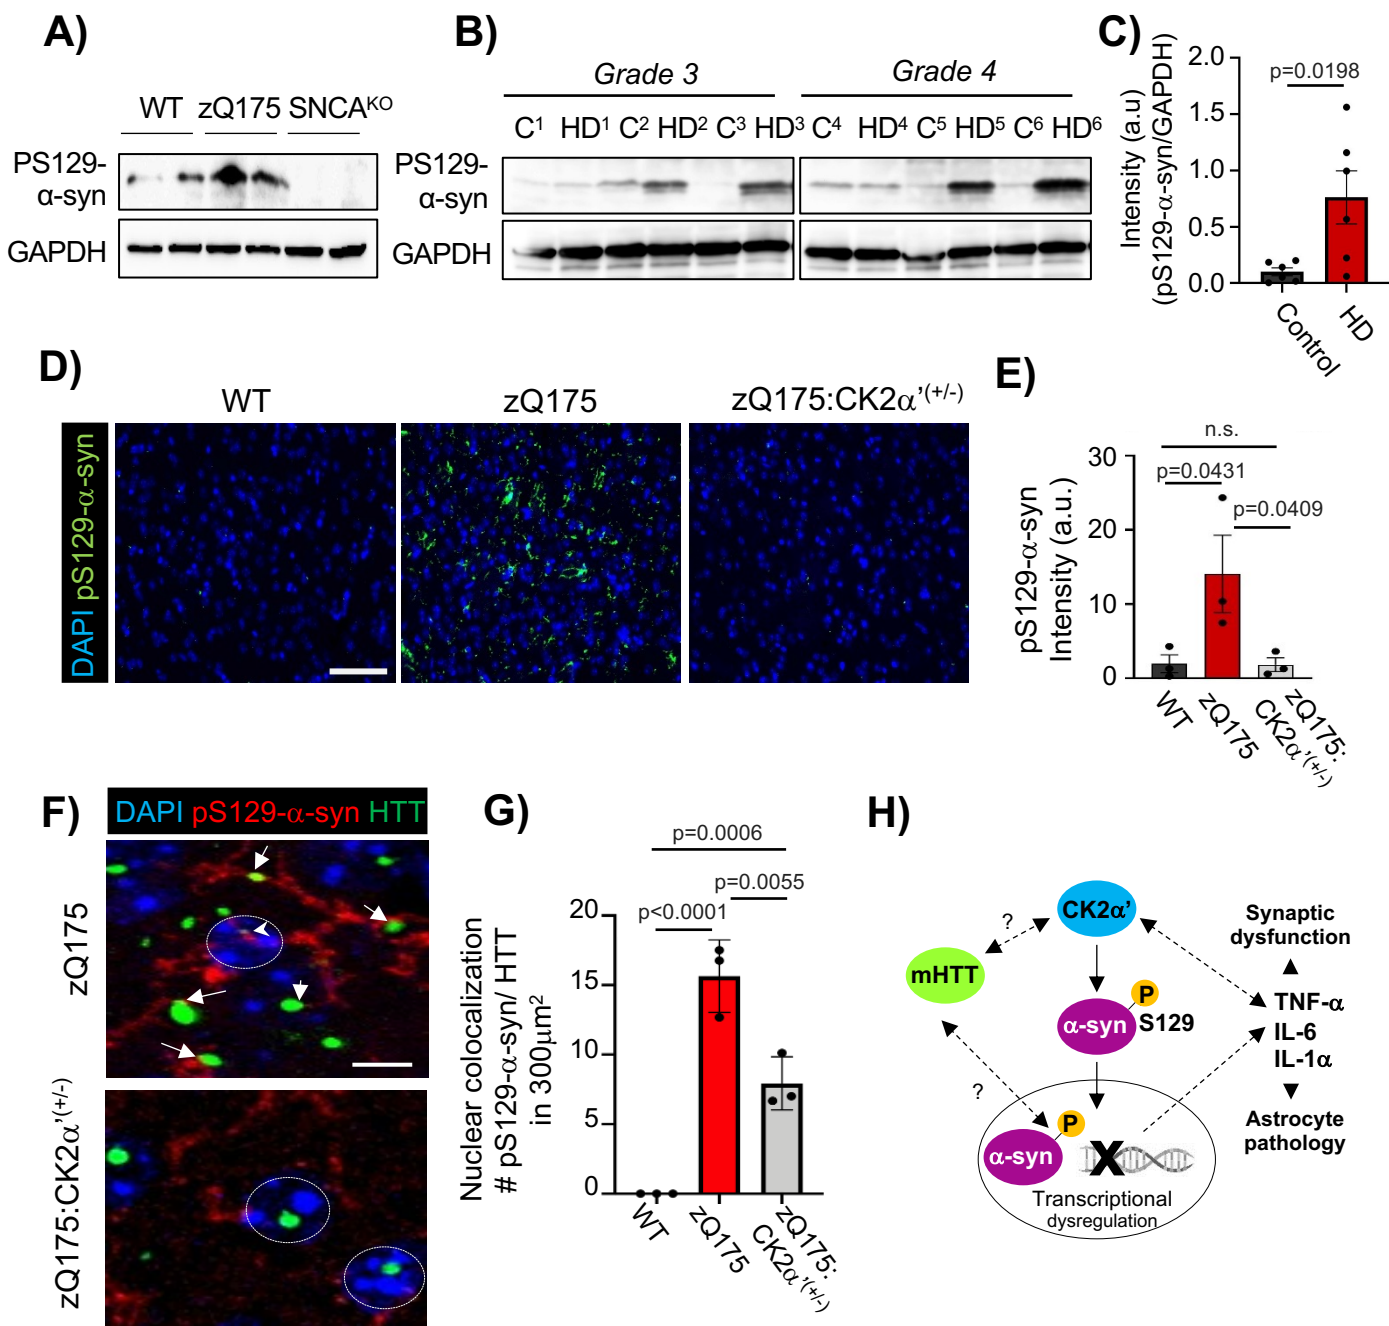 A)
WT zQ175 SNCAᴷᴼ
PS129-
α-syn
GAPDH
B)
Grade 3
Grade 4
C¹ HD¹ C² HD² C³ HD³ C⁴ HD⁴ C⁵ HD⁵ C⁶ HD⁶
PS129-
α-syn
GAPDH
C)
Intensity (a.u)
(pS129-α-syn/GAPDH)
2.0
1.5
1.0
0.5
0.0
p=0.0198
Control
HD
D)
WT
zQ175
zQ175:CK2α’⁽⁺/⁻⁾
DAPI pS129-α-syn
E)
pS129-α-syn
Intensity (a.u.)
30
20
10
0
n.s.
p=0.0431
p=0.0409
WT
zQ175
zQ175:
CK2α’⁽⁺/⁻⁾
F)
DAPI pS129-α-syn HTT
zQ175
zQ175:CK2α’⁽⁺/⁻⁾
G)
Nuclear colocalization
# pS129-α-syn/ HTT
in 300µm²
20
15
10
5
0
p=0.0006
p=0.0055
p<0.0001
WT
zQ175
zQ175:
CK2α’⁽⁺/⁻⁾
H)
CK2α’
?
mHTT
P
α-syn S129
?
P
α-syn
X
Transcriptional
dysregulation
Synaptic
dysfunction
TNF-α
IL-6
IL-1α
Astrocyte
pathology